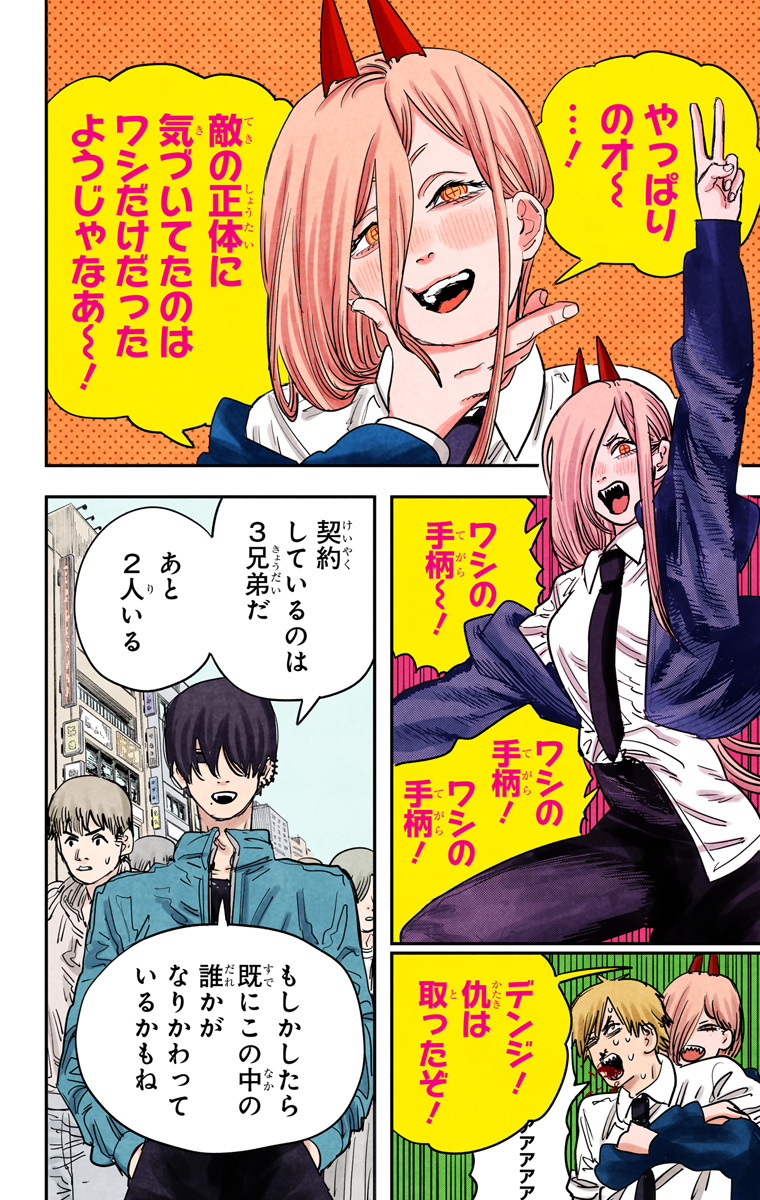 やっぱり
のオ〜
…！
敵の正体に
気づいてたのは
ワシだけだった
ようじゃなあ〜！
ワシの
手柄〜！
ワシの
手柄！
ワシの
手柄！
デンジ！
仇は
取ったぞ！
アアアア
契約
しているのは
3兄弟だ
あと
2人いる
もしかしたら
既にこの中の
誰かが
なりかわって
いるかもね